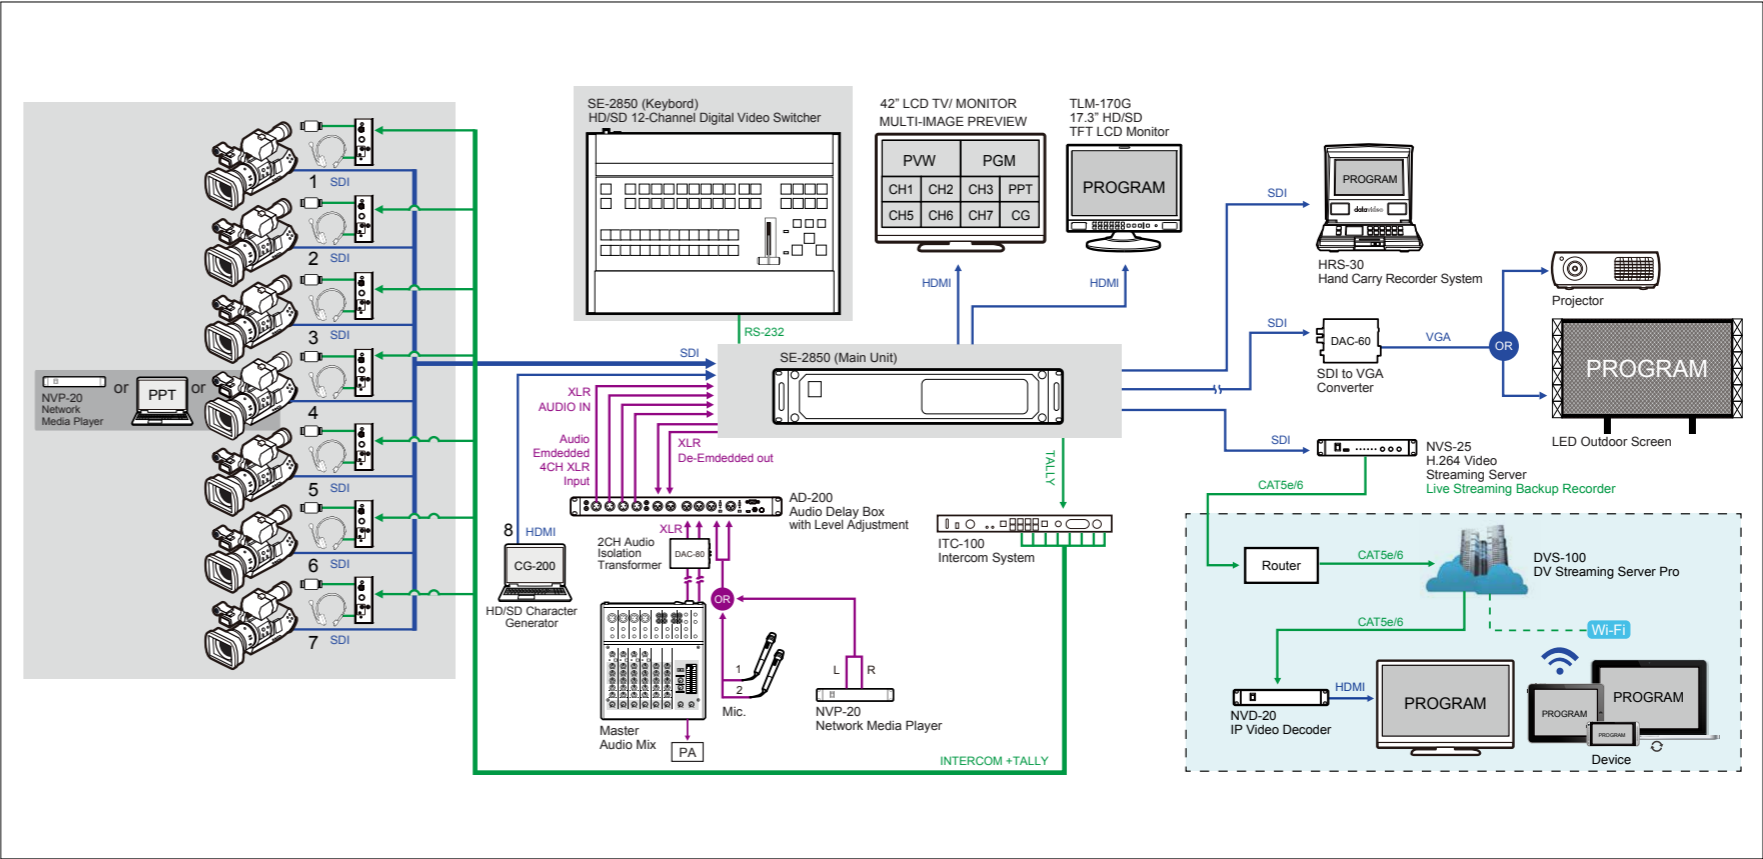 SE-2850 (Keybord)
HD/SD 12-Channel Digital Video Switcher
42” LCD TV/ MONITOR
MULTI-IMAGE PREVIEW
PVW PGM
CH1 CH2 CH3 PPT
CH5 CH6 CH7 CG
TLM-170G
17.3” HD/SD
TFT LCD Monitor
PROGRAM
1 SDI
2 SDI
3 SDI
4 SDI
5 SDI
6 SDI
7 SDI
NVP-20
Network
Media Player
or
PPT
or
RS-232
HDMI
HDMI
SDI
SE-2850 (Main Unit)
XLR
AUDIO IN
Audio
Emdedded
4CH XLR
Input
XLR
De-Emdedded out
TALLY
AD-200
Audio Delay Box
with Level Adjustment
8 HDMI
CG-200
HD/SD Character
Generator
XLR
2CH Audio
Isolation
Transformer
DAC-80
OR
1
2
Mic.
L R
NVP-20
Network Media Player
Master
Audio Mix
PA
ITC-100
Intercom System
INTERCOM +TALLY
SDI
PROGRAM
datavideo
HRS-30
Hand Carry Recorder System
SDI
DAC-60
SDI to VGA
Converter
VGA
OR
Projector
PROGRAM
LED Outdoor Screen
SDI
NVS-25
H.264 Video
Streaming Server
Live Streaming Backup Recorder
CAT5e/6
Router
CAT5e/6
DVS-100
DV Streaming Server Pro
CAT5e/6
Wi-Fi
NVD-20
IP Video Decoder
HDMI
PROGRAM
PROGRAM
PROGRAM
PROGRAM
Device